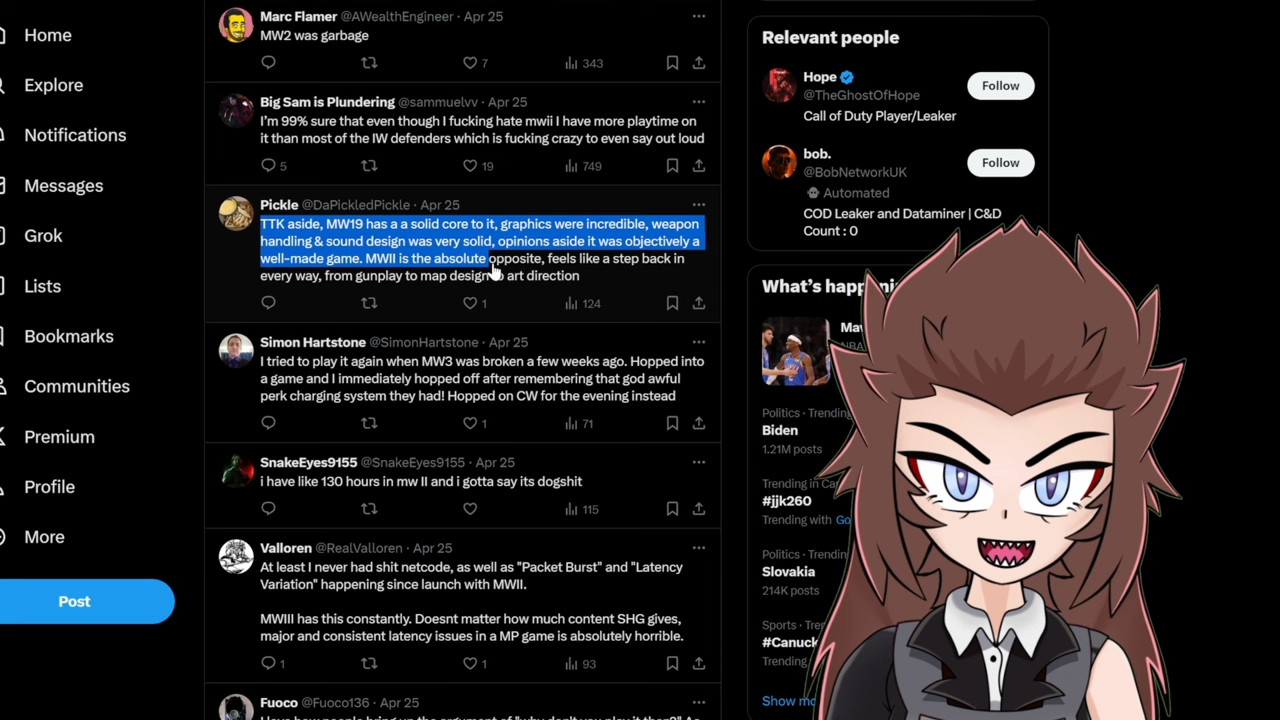 Home
Explore
Notifications
Messages
Grok
Lists
Bookmarks
Communities
Premium
Profile
More
Post
Marc Flamer @AWealthEngineer · Apr 25
MW2 was garbage
7
343
Big Sam is Plundering @sammuelvv · Apr 25
I'm 99% sure that even though I fucking hate mwii I have more playtime on
it than most of the IW defenders which is fucking crazy to even say out loud
5
19
749
Pickle @DaPickledPickle · Apr 25
TTK aside, MW19 has a a solid core to it, graphics were incredible, weapon
handling & sound design was very solid, opinions aside it was objectively a
well-made game. MWII is the absolute opposite, feels like a step back in
every way, from gunplay to map design to art direction
1
124
Simon Hartstone @SimonHartstone · Apr 25
I tried to play it again when MW3 was broken a few weeks ago. Hopped into
a game and I immediately hopped off after remembering that god awful
perk charging system they had! Hopped on CW for the evening instead
1
71
SnakeEyes9155 @SnakeEyes9155 · Apr 25
i have like 130 hours in mw II and i gotta say its dogshit
115
Valloren @RealValloren · Apr 25
At least I never had shit netcode, as well as "Packet Burst" and "Latency
Variation" happening since launch with MWII.
MWIII has this constantly. Doesnt matter how much content SHG gives,
major and consistent latency issues in a MP game is absolutely horrible.
1
1
93
Fuoco @Fuoco136 · Apr 25
Relevant people
Hope
@TheGhostOfHope
Follow
Call of Duty Player/Leaker
bob.
@BobNetworkUK
Follow
Automated
COD Leaker and Dataminer | C&D
Count : 0
What's
NBA
Politics · Trending
Biden
1.21M posts
Trending in
#jjk260
Trending with
Politics · Trending
Slovakia
214K posts
Sports ·
Trending
Show